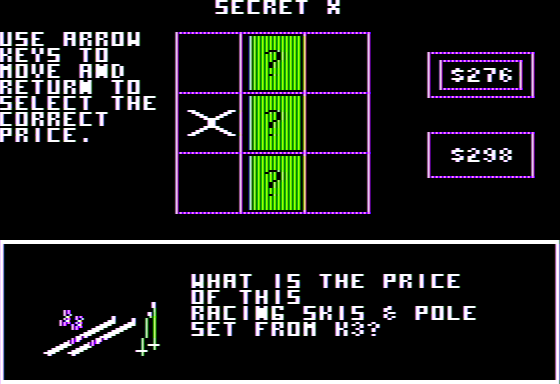 SECRET X
USE ARROW
KEYS TO
MOVE AND
RETURN TO
SELECT THE
CORRECT
PRICE.
?
X
?
?
$276
$298
WHAT IS THE PRICE
OF THIS
RACING SKIS & POLE
SET FROM K3?